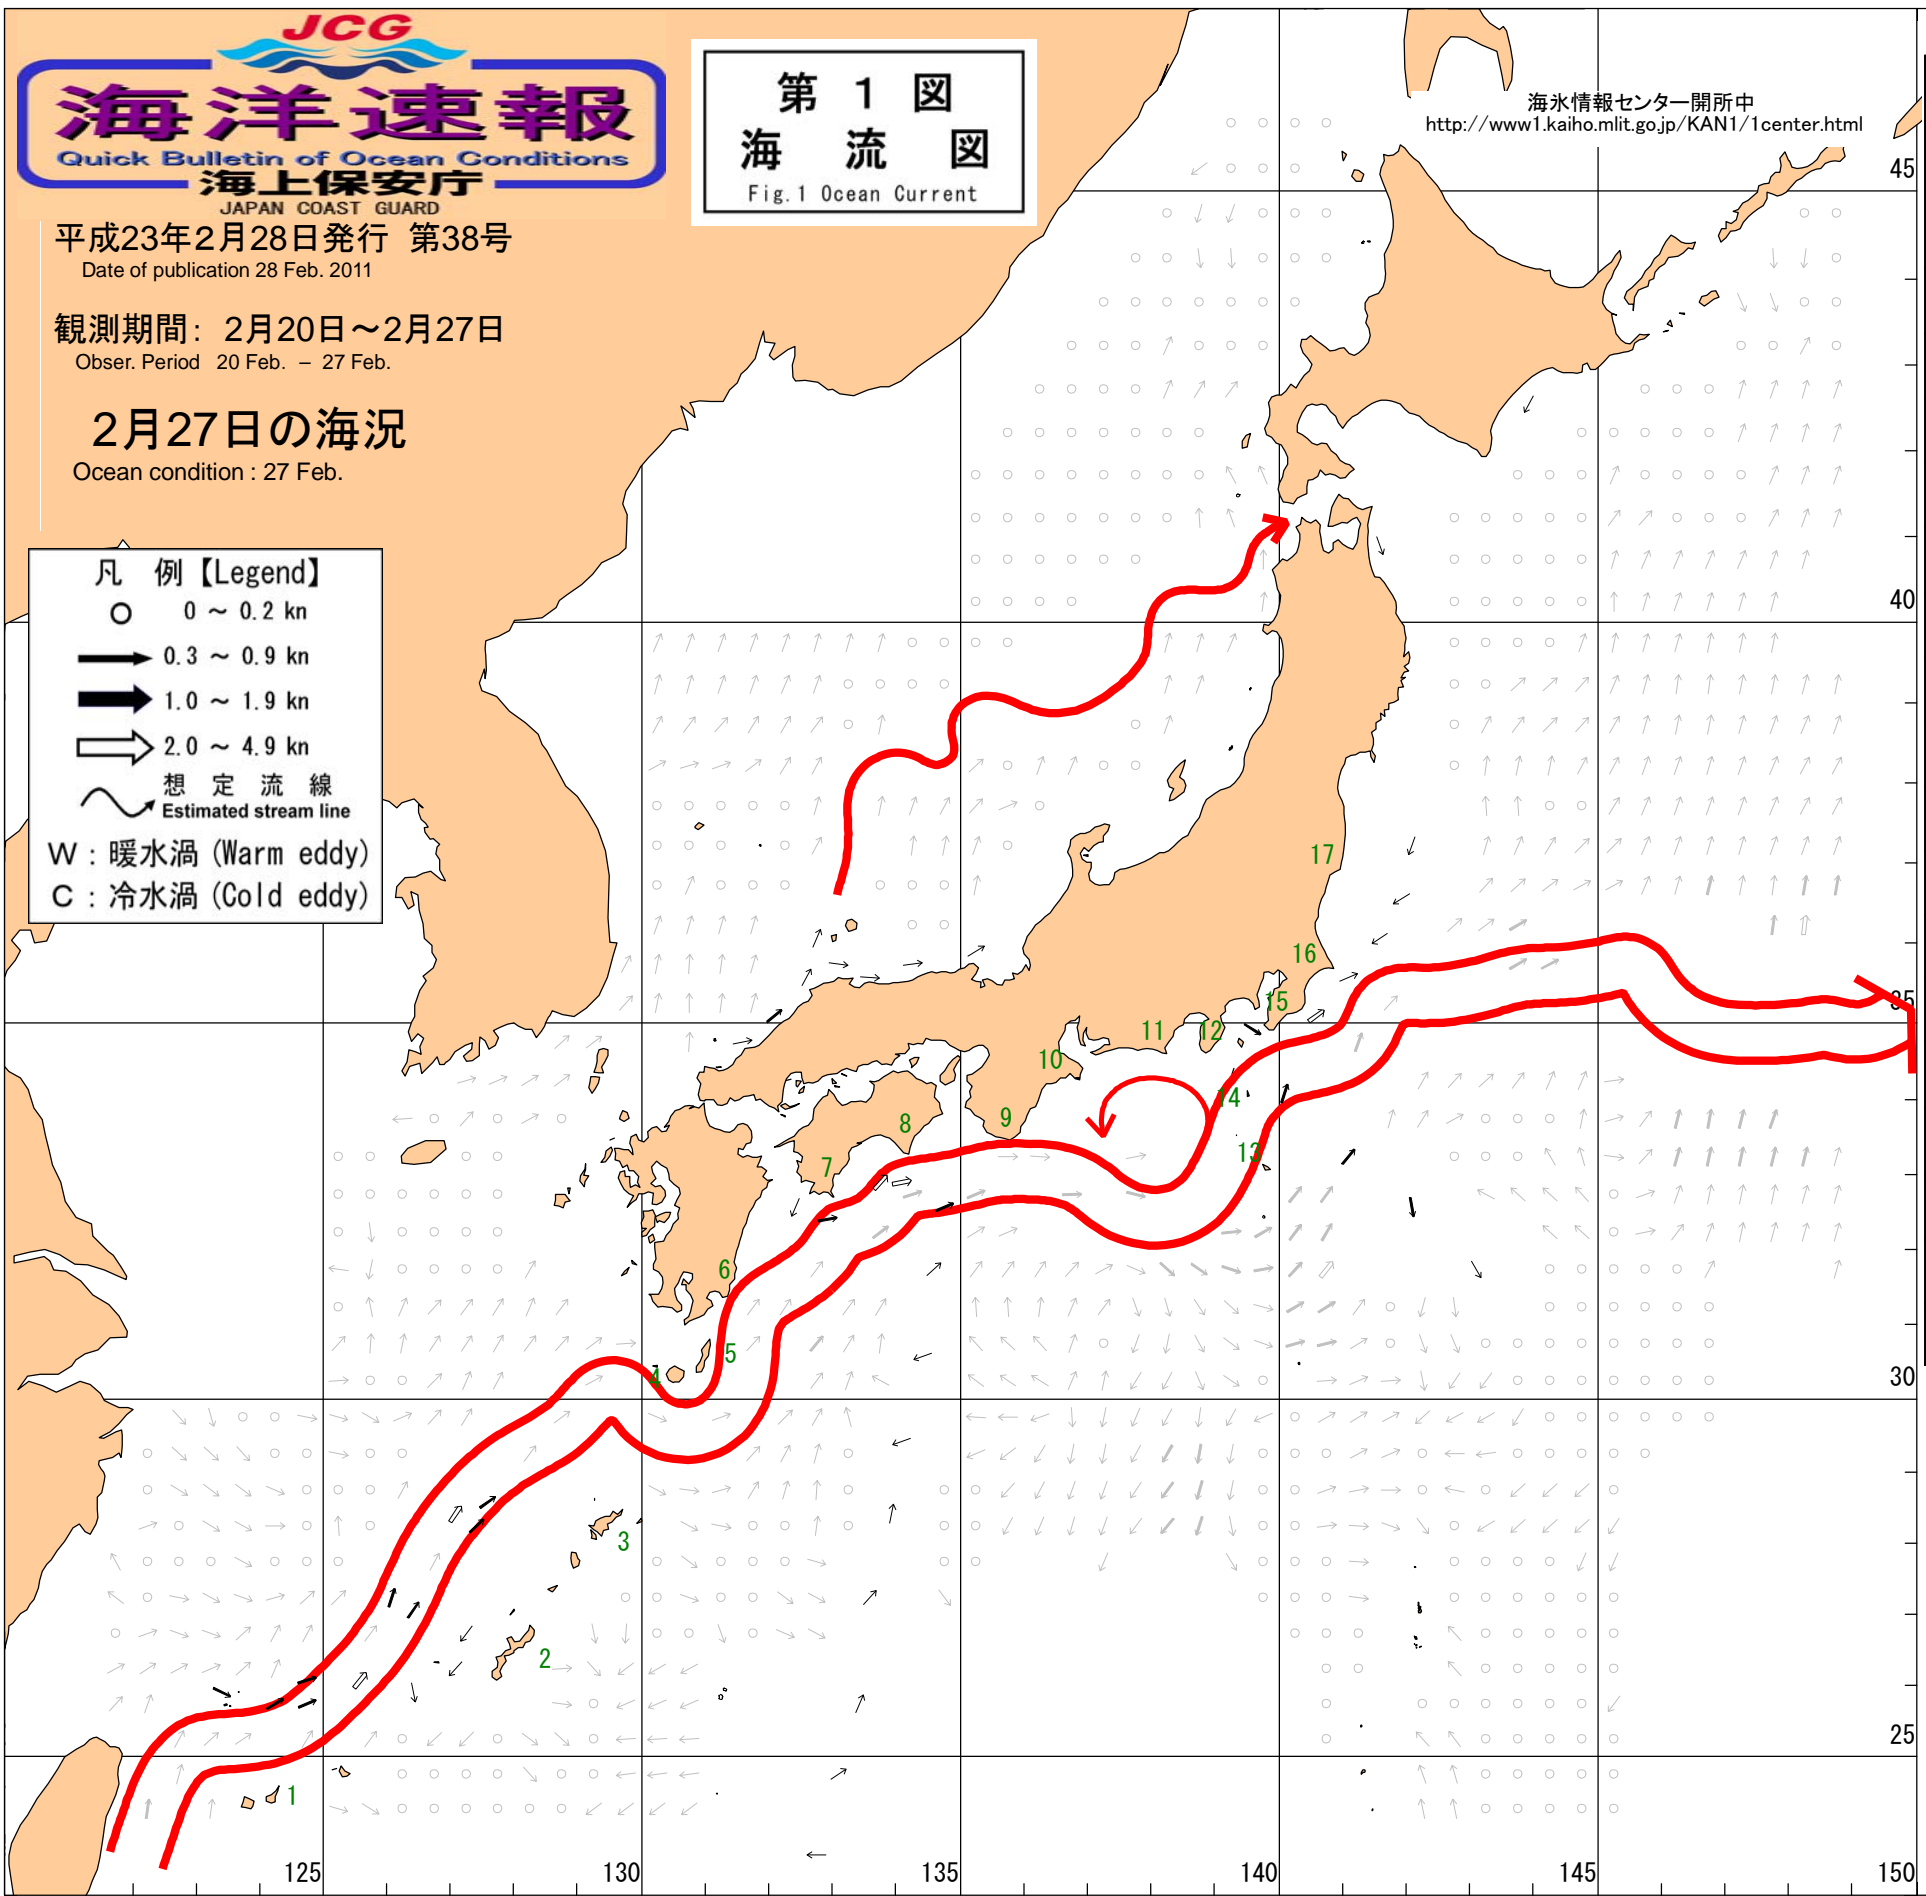 JCG
海洋速報
Quick Bulletin of Ocean Conditions
海上保安庁
JAPAN COAST GUARD
第 1 図
海 流 図
Fig.1 Ocean Current
海氷情報センター開所中
http://www1.kaiho.mlit.go.jp/KAN1/1center.html
平成23年2月28日発行 第38号
Date of publication 28 Feb. 2011
観測期間: 2月20日～2月27日
Obser. Period 20 Feb. – 27 Feb.
2月27日の海況
Ocean condition : 27 Feb.
凡 例【Legend】
0 ～ 0.2 kn
0.3 ～ 0.9 kn
1.0 ～ 1.9 kn
2.0 ～ 4.9 kn
想 定 流 線
Estimated stream line
W : 暖水渦 (Warm eddy)
C : 冷水渦 (Cold eddy)
45
40
35
30
25
17
16
15
12
11
10
14
9
8
13
7
6
5
4
3
2
1
125
130
135
140
145
150